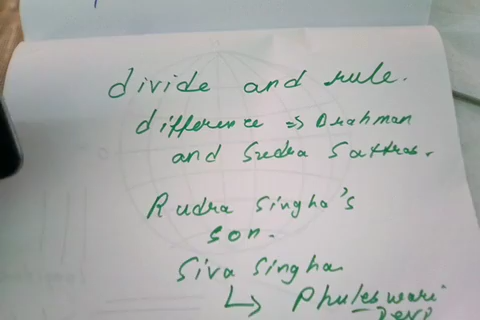 divide and rule.
difference ⇒ Brahman
and Sudra Sattras.
Rudra Singha's
son.
Siva Singha
↳ Phuleswari
Devi